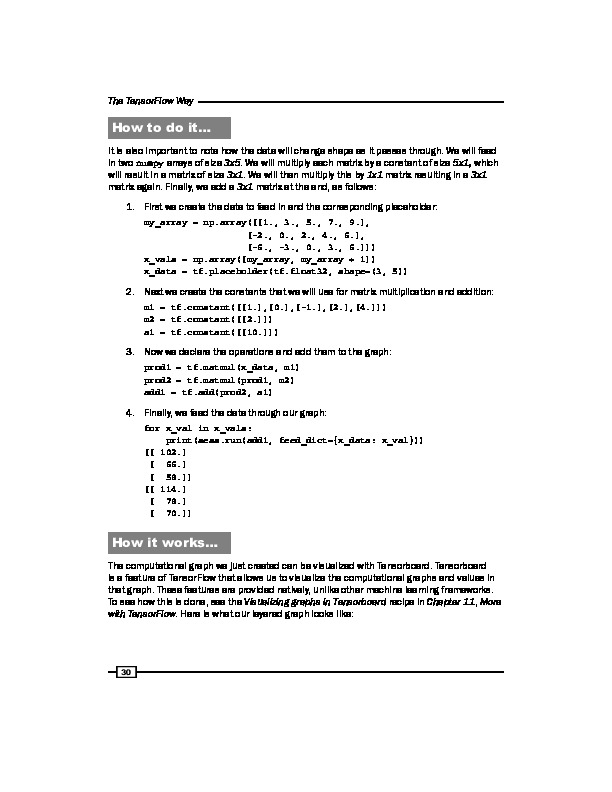 The TensorFlow Way
How to do it…
It is also important to note how the data will change shape as it passes through. We will feed
in two numpy arrays of size 3x5. We will multiply each matrix by a constant of size 5x1, which
will result in a matrix of size 3x1. We will then multiply this by 1x1 matrix resulting in a 3x1
matrix again. Finally, we add a 3x1 matrix at the end, as follows:
1. First we create the data to feed in and the corresponding placeholder:
my_array = np.array([[1., 3., 5., 7., 9.],
[-2., 0., 2., 4., 6.],
[-6., -3., 0., 3., 6.]])
x_vals = np.array([my_array, my_array + 1])
x_data = tf.placeholder(tf.float32, shape=(3, 5))
2. Next we create the constants that we will use for matrix multiplication and addition:
m1 = tf.constant([[1.],[0.],[-1.],[2.],[4.]])
m2 = tf.constant([[2.]])
a1 = tf.constant([[10.]])
3. Now we declare the operations and add them to the graph:
prod1 = tf.matmul(x_data, m1)
prod2 = tf.matmul(prod1, m2)
add1 = tf.add(prod2, a1)
4. Finally, we feed the data through our graph:
for x_val in x_vals:
print(sess.run(add1, feed_dict={x_data: x_val}))
[[ 102.]
[ 66.]
[ 58.]]
[[ 114.]
[ 78.]
[ 70.]]
How it works…
The computational graph we just created can be visualized with Tensorboard. Tensorboard
is a feature of TensorFlow that allows us to visualize the computational graphs and values in
that graph. These features are provided natively, unlike other machine learning frameworks.
To see how this is done, see the Visualizing graphs in Tensorboard recipe in Chapter 11, More
with TensorFlow. Here is what our layered graph looks like:
30